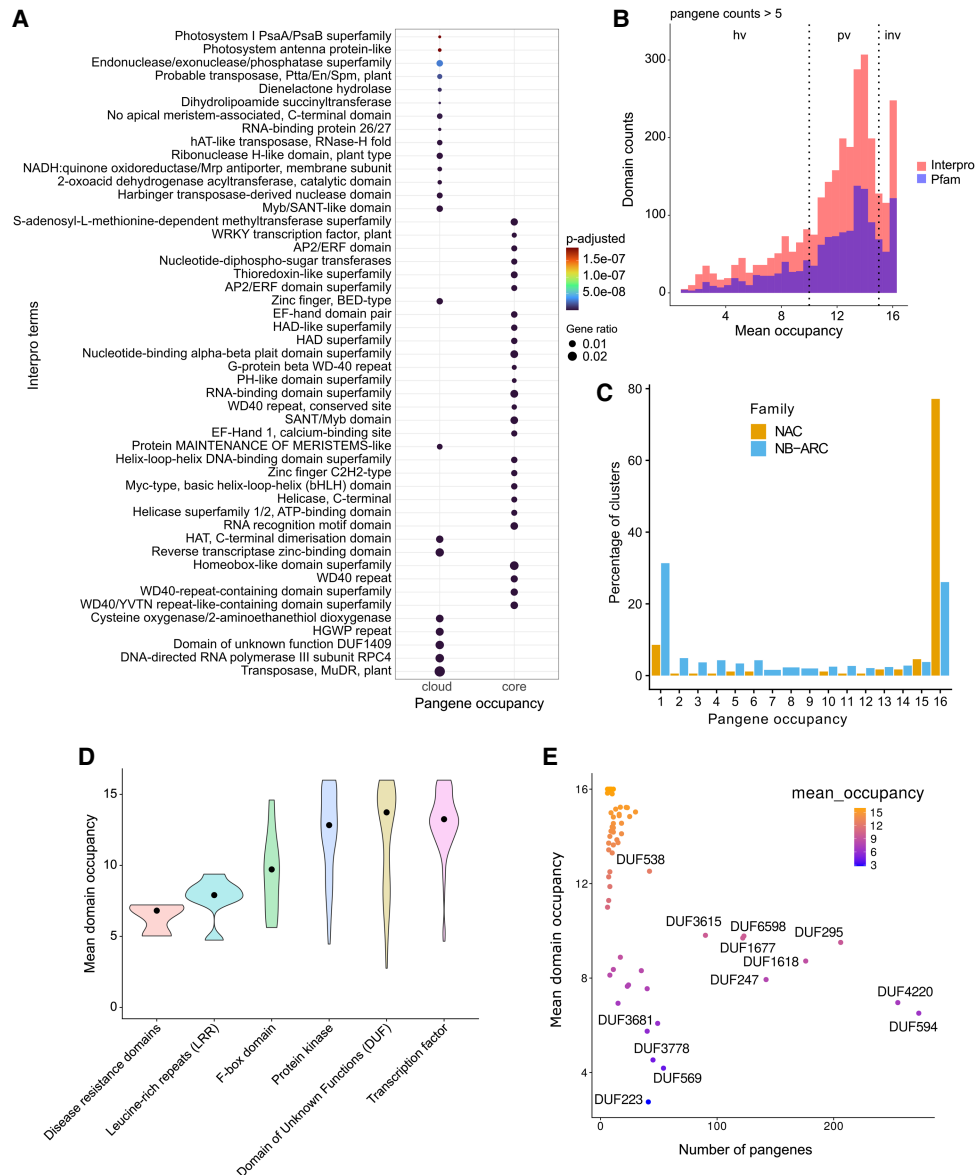 A
Photosystem I PsaA/PsaB superfamily
Photosystem antenna protein-like
Endonuclease/exonuclease/phosphatase superfamily
Probable transposase, Ptta/En/Spm, plant
Dienelactone hydrolase
Dihydrolipoamide succinyltransferase
No apical meristem-associated, C-terminal domain
RNA-binding protein 26/27
hAT-like transposase, RNase-H fold
Ribonuclease H-like domain, plant type
NADH:quinone oxidoreductase/Mrp antiporter, membrane subunit
2-oxoacid dehydrogenase acyltransferase, catalytic domain
Harbinger transposase-derived nuclease domain
Myb/SANT-like domain
S-adenosyl-L-methionine-dependent methyltransferase superfamily
WRKY transcription factor, plant
AP2/ERF domain
Nucleotide-diphospho-sugar transferases
Thioredoxin-like superfamily
AP2/ERF domain superfamily
Zinc finger, BED-type
EF-hand domain pair
HAD-like superfamily
HAD superfamily
Nucleotide-binding alpha-beta plait domain superfamily
G-protein beta WD-40 repeat
PH-like domain superfamily
RNA-binding domain superfamily
WD40 repeat, conserved site
SANT/Myb domain
EF-Hand 1, calcium-binding site
Protein MAINTENANCE OF MERISTEMS-like
Helix-loop-helix DNA-binding domain superfamily
Zinc finger C2H2-type
Myc-type, basic helix-loop-helix (bHLH) domain
Helicase, C-terminal
Helicase superfamily 1/2, ATP-binding domain
RNA recognition motif domain
HAT, C-terminal dimerisation domain
Reverse transcriptase zinc-binding domain
Homeobox-like domain superfamily
WD40 repeat
WD40-repeat-containing domain superfamily
WD40/YVTN repeat-like-containing domain superfamily
Cysteine oxygenase/2-aminoethanethiol dioxygenase
HGWP repeat
Domain of unknown function DUF1409
DNA-directed RNA polymerase III subunit RPC4
Transposase, MuDR, plant
Interpro terms
cloud core
Pangene occupancy
p-adjusted
1.5e-07
1.0e-07
5.0e-08
Gene ratio
0.01
0.02
B
pangene counts > 5
hv pv inv
Domain counts
300
200
100
0
4 8 12 16
Mean occupancy
Interpro
Pfam
C
Family
NAC
NB-ARC
Percentage of clusters
80
60
40
20
0
1 2 3 4 5 6 7 8 9 10 11 12 13 14 15 16
Pangene occupancy
D
Mean domain occupancy
15
10
5
0
Disease resistance domains
Leucine-rich repeats (LRR)
F-box domain
Protein kinase
Domain of Unknown Functions (DUF)
Transcription factor
E
mean_occupancy
15
12
9
6
3
Mean domain occupancy
16
12
8
4
DUF538
DUF3615
DUF6598
DUF295
DUF1677
DUF1618
DUF247
DUF4220
DUF594
DUF3681
DUF3778
DUF569
DUF223
0 100 200
Number of pangenes